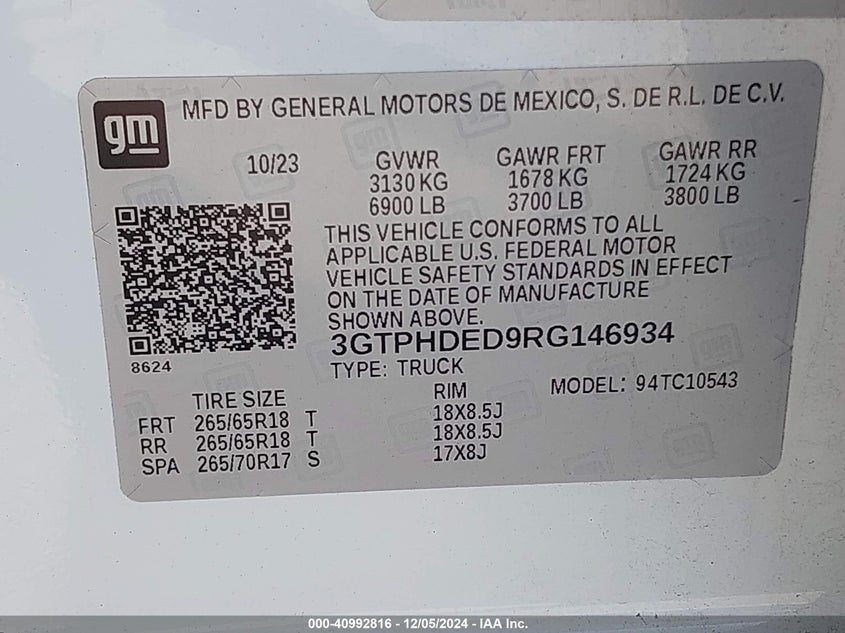 gm
MFD BY GENERAL MOTORS DE MEXICO, S. DE R.L. DE C.V.
10/23 GVWR GAWR FRT GAWR RR
3130 KG 1678 KG 1724 KG
6900 LB 3700 LB 3800 LB
THIS VEHICLE CONFORMS TO ALL
APPLICABLE U.S. FEDERAL MOTOR
VEHICLE SAFETY STANDARDS IN EFFECT
ON THE DATE OF MANUFACTURE
SHOWN ABOVE.
8624
3GTPHDED9RG146934
TYPE: TRUCK MODEL: 94TC10543
TIRE SIZE RIM
FRT 265/65R18 T 18X8.5J
RR 265/65R18 T 18X8.5J
SPA 265/70R17 S 17X8J
000-40992816 - 12/05/2024 - IAA Inc.